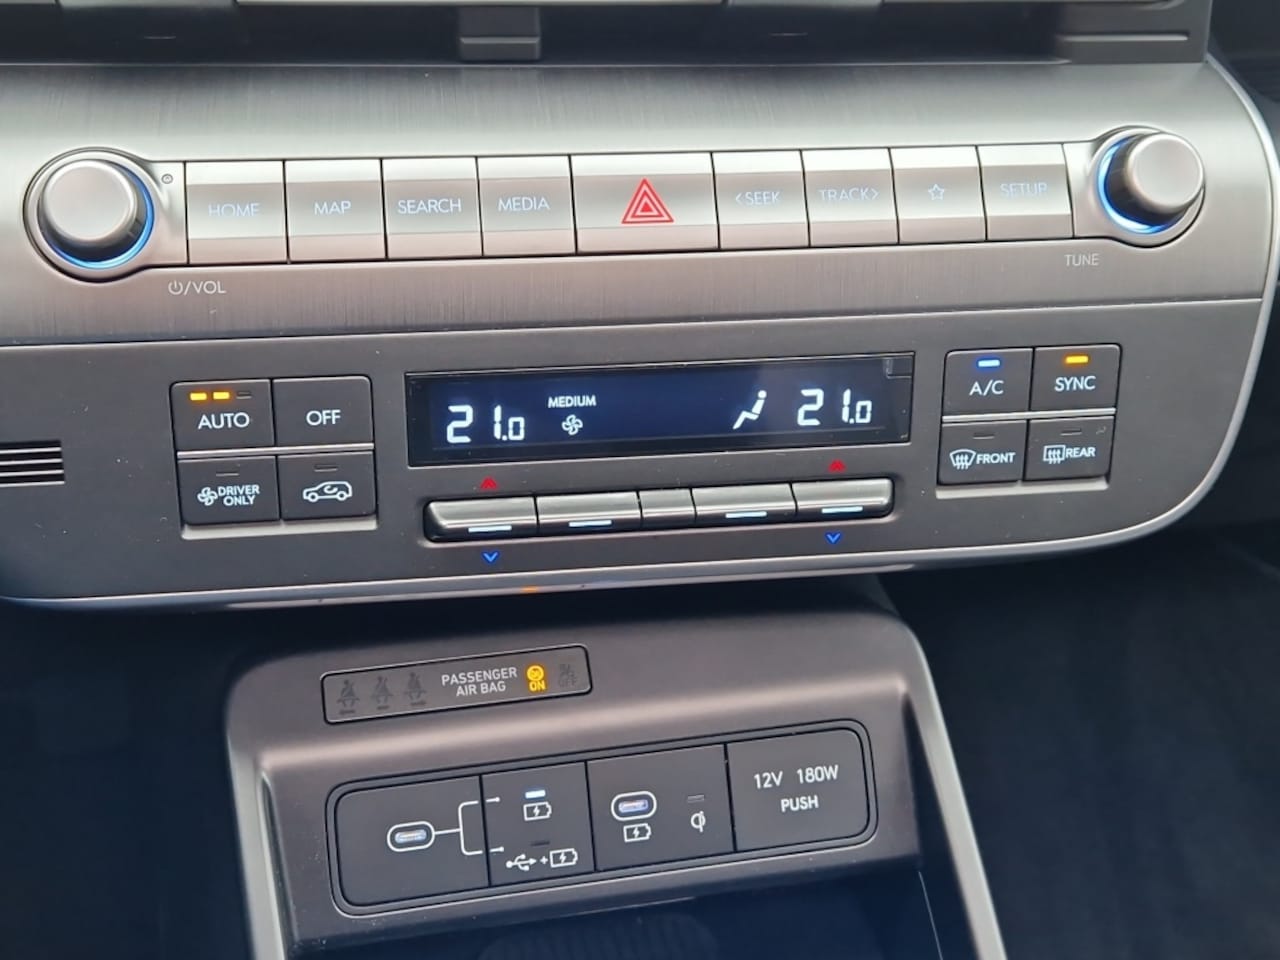 HOME
MAP
SEARCH
MEDIA
<SEEK
TRACK>
SETUP
/VOL
TUNE
AUTO
OFF
DRIVER
ONLY
21.0
MEDIUM
21.0
A/C
SYNC
FRONT
REAR
PASSENGER
AIR BAG
ON
OFF
12V 180W
PUSH